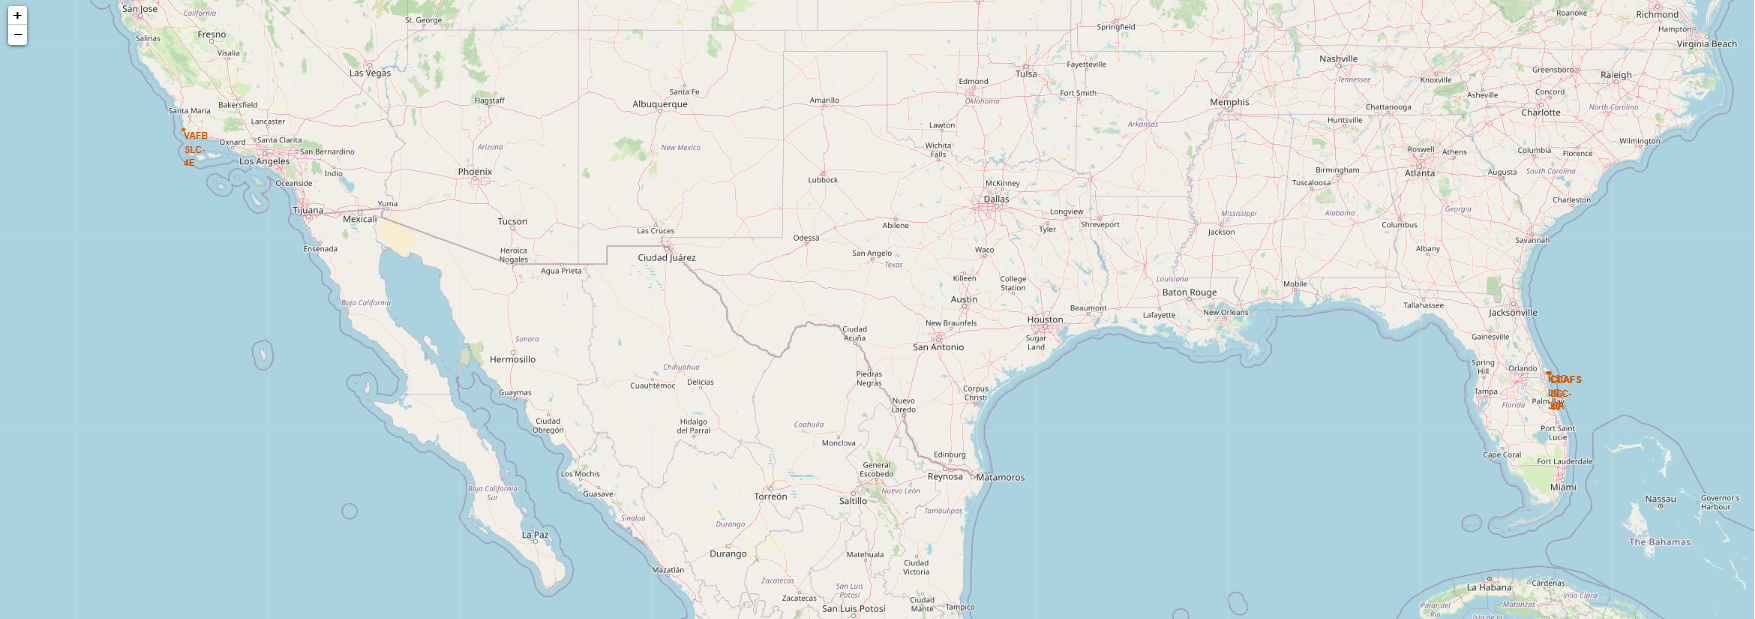 +
−
San Jose
California
Fresno
Salinas
Visalia
St. George
Las Vegas
Springfield
Roanoke
Richmond
Hampton
Virginia Beach
Santa Maria
Bakersfield
Lancaster
Flagstaff
Santa Fe
Albuquerque
Amarillo
Edmond
Oklahoma
Tulsa
Fayetteville
Fort Smith
Nashville
Tennessee
Knoxville
Greensboro
Raleigh
Asheville
Concord
North Carolina
Charlotte
VAFB
SLC-
4E
Oxnard
Santa Clarita
San Bernardino
Los Angeles
Indio
Oceanside
Arizona
Phoenix
New Mexico
Lawton
Wichita
Falls
Arkansas
Memphis
Chattanooga
Huntsville
Wilmington
Roswell
Athens
Atlanta
Columbia
Florence
South Carolina
Augusta
Charleston
Lubbock
McKinney
Dallas
Longview
Tyler
Shreveport
Birmingham
Tuscaloosa
Mississippi
Alabama
Georgia
Jackson
Columbus
Albany
Savannah
Tijuana
Mexicali
Yuma
Ensenada
Tucson
Heroica
Nogales
Agua Prieta
Las Cruces
Ciudad Juárez
Odessa
Abilene
San Angelo
Texas
Waco
Killeen
College
Station
Austin
Louisiana
Baton Rouge
Mobile
Tallahassee
Jacksonville
Baja California
Sonora
Hermosillo
Ciudad
Acuña
New Braunfels
San Antonio
Houston
Sugar
Land
Beaumont
Lafayette
New Orleans
Gainesville
Spring
Hill
Orlando
Tampa
Florida
CCAFS
SLC-
Palm Bay
Port Saint
Lucie
Cape Coral
Fort Lauderdale
Miami
Chihuahua
Cuauhtémoc
Delicias
Piedras
Negras
Guaymas
Ciudad
Obregón
Hidalgo
del Parral
Coahuila
Monclova
Nuevo
Laredo
Corpus
Christi
Edinburg
Reynosa
Matamoros
General
Escobedo
Nuevo León
Los Mochis
Guasave
Baja California
Sur
Torreón
Saltillo
Tamaulipas
Sinaloa
La Paz
Durango
Durango
Matehuala
Ciudad
Victoria
Mazatlán
Zacatecas
Zacatecas
San Luis
Potosí
San Luis Potosí
Ciudad
Mante
Tampico
Nassau
Governor's
Harbour
The Bahamas
La Habana
Cárdenas
Pinar del
Río
Matanzas
Villa Clara
Isla de la